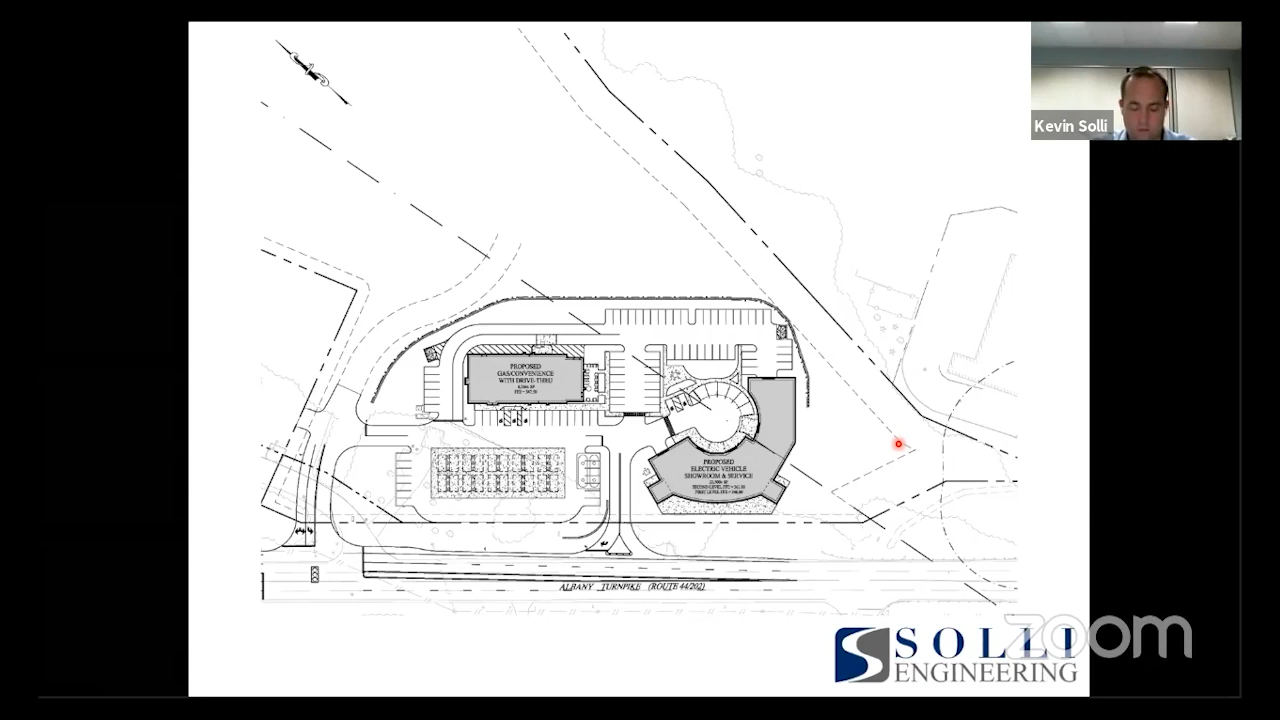 Kevin Solli
PROPOSED
GAS/CONVENIENCE
WITH DRIVE-THRU
PROPOSED
ELECTRIC VEHICLE
SHOWROOM & SERVICE
ALBANY TURNPIKE (ROUTE 44/202)
SOLLI
ENGINEERING
zoom